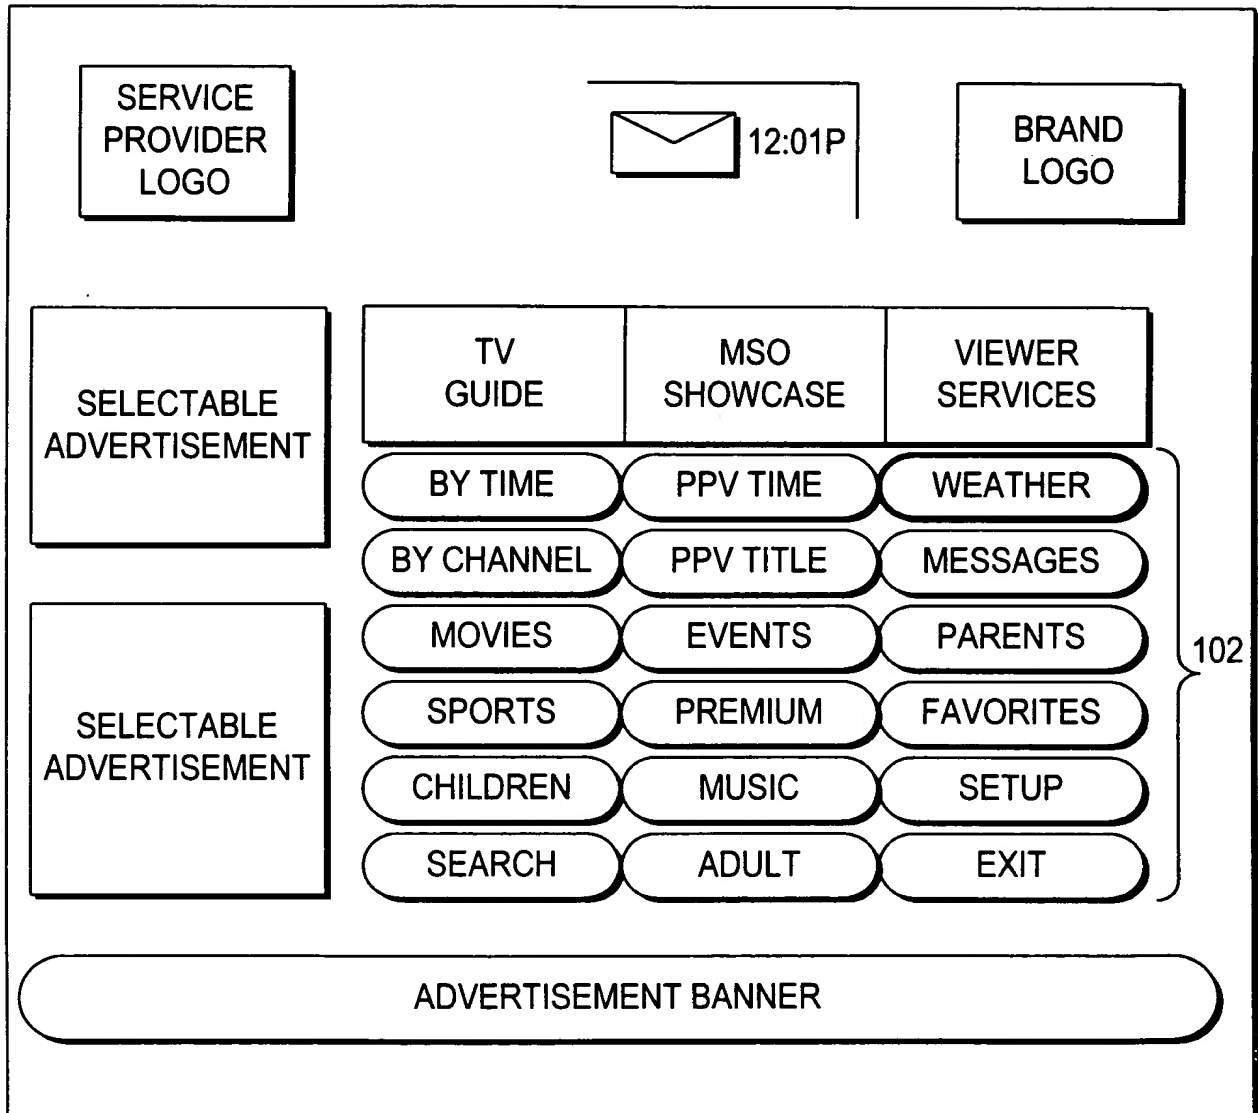 SERVICE
PROVIDER
LOGO
12:01P
BRAND
LOGO
SELECTABLE
ADVERTISEMENT
SELECTABLE
ADVERTISEMENT
TV
GUIDE
MSO
SHOWCASE
VIEWER
SERVICES
BY TIME
PPV TIME
WEATHER
BY CHANNEL
PPV TITLE
MESSAGES
MOVIES
EVENTS
PARENTS
SPORTS
PREMIUM
FAVORITES
CHILDREN
MUSIC
SETUP
SEARCH
ADULT
EXIT
102
ADVERTISEMENT BANNER